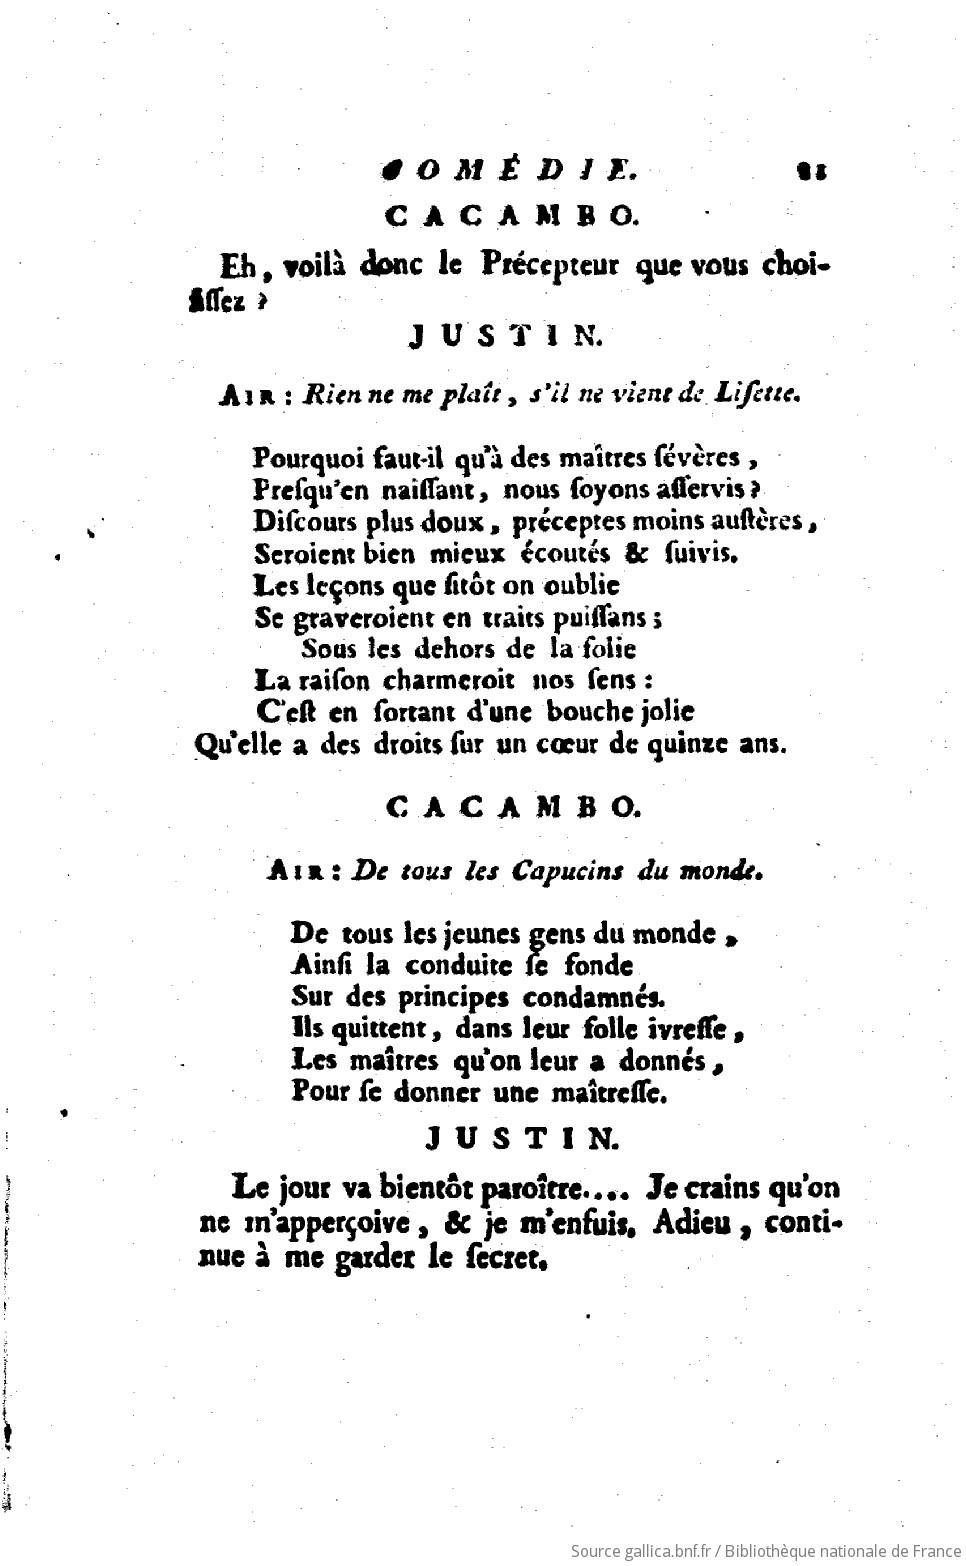 COMÉDIE.
CACAMBO.
Eh, voilà donc le Précepteur que vous choi-
siſſez ?
JUSTIN.
AIR : Rien ne me plaît, s'il ne vient de Liſette.
Pourquoi faut-il qu'à des maîtres ſévères,
Preſqu'en naiſſant, nous ſoyons aſſervis ?
Diſcours plus doux, préceptes moins auſtères,
Seroient bien mieux écoutés & ſuivis.
Les leçons que ſitôt on oublie
Se graveroient en traits puiſſans ;
Sous les dehors de la folie
La raiſon charmeroit nos ſens :
C'eſt en ſortant d'une bouche jolie
Qu'elle a des droits ſur un cœur de quinze ans.
CACAMBO.
AIR : De tous les Capucins du monde.
De tous les jeunes gens du monde,
Ainſi la conduite ſe fonde
Sur des principes condamnés.
Ils quittent, dans leur folle ivreſſe,
Les maîtres qu'on leur a donnés,
Pour ſe donner une maîtreſſe.
JUSTIN.
Le jour va bientôt paroître.... Je crains qu'on
ne m'apperçoive, & je m'enfuis. Adieu, conti-
nue à me garder le ſecret.
Source gallica.bnf.fr / Bibliothèque nationale de France